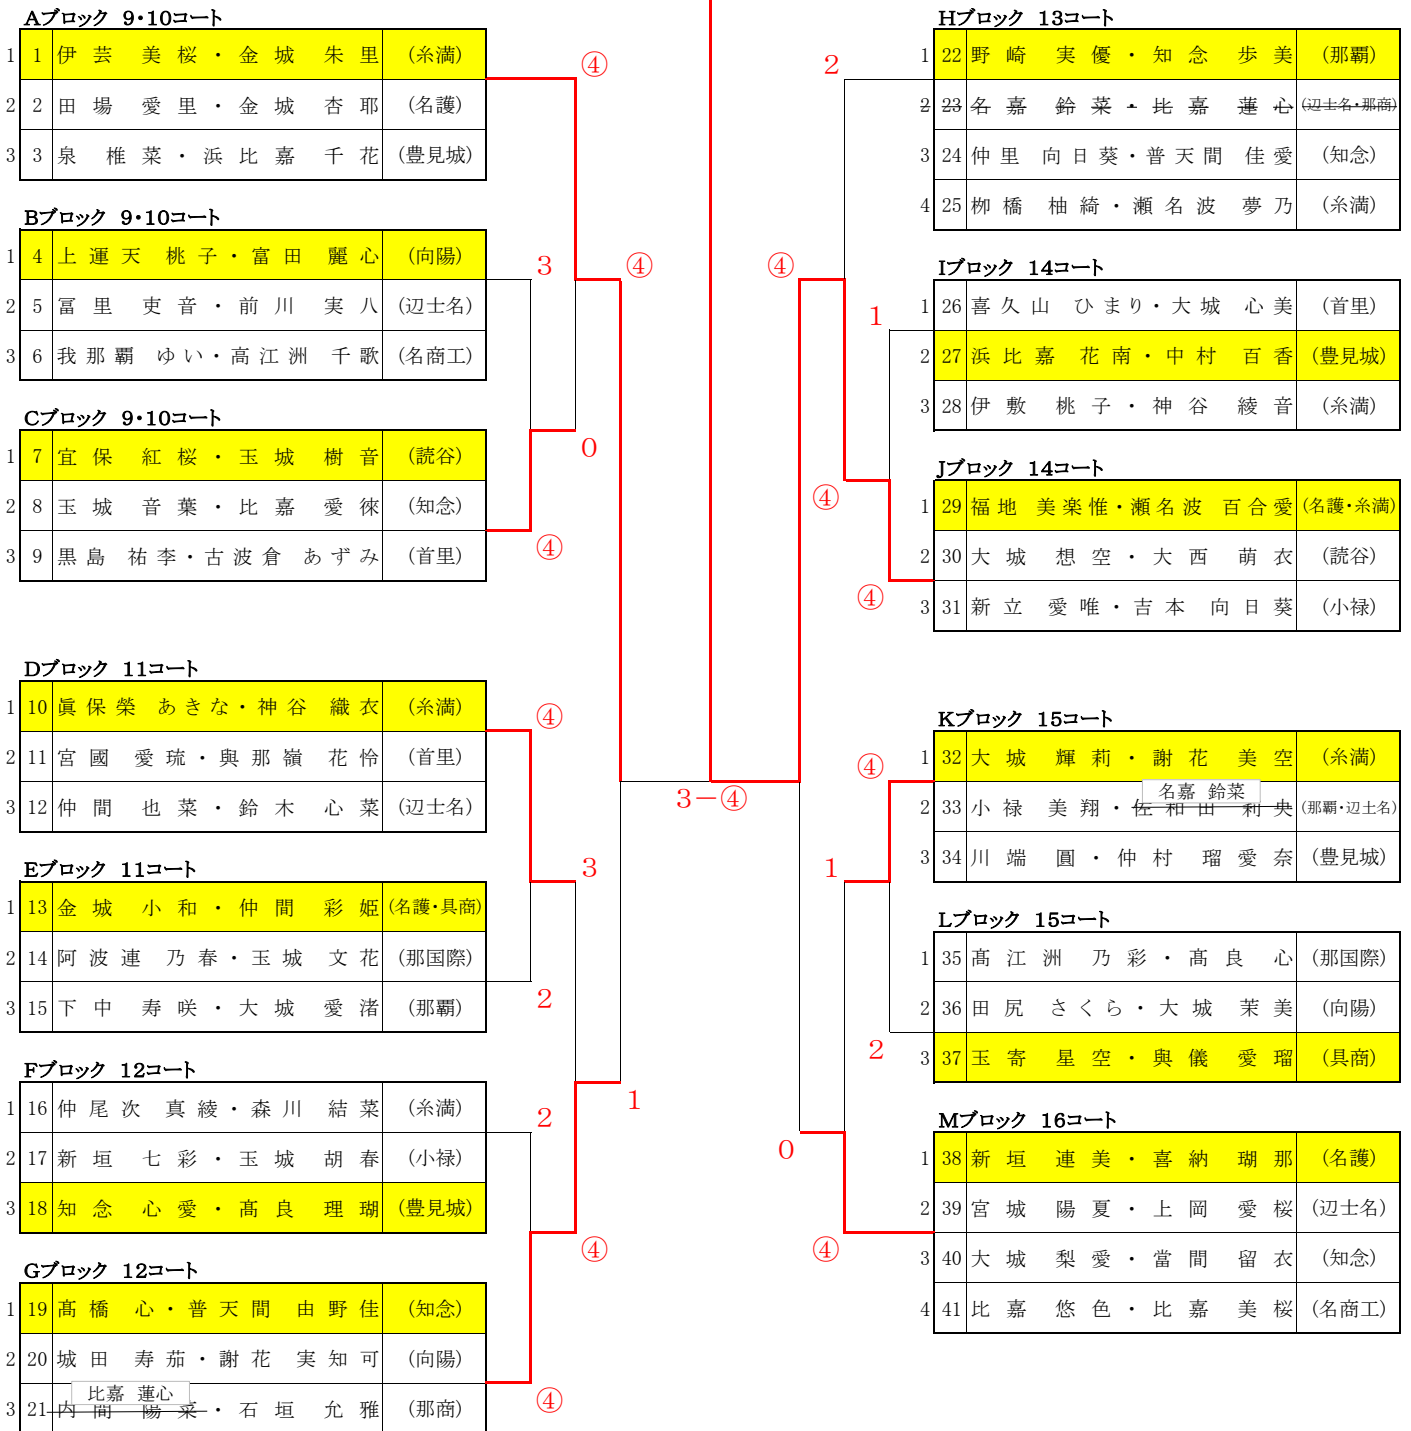 Aブロック 9・10コート
1 1 伊芸 美桜・金城 朱里 (糸満)
2 2 田場 愛里・金城 杏耶 (名護)
3 3 泉 椎菜・浜比嘉 千花 (豊見城)
④
Bブロック 9・10コート
1 4 上運天 桃子・富田 麗心 (向陽)
2 5 冨里 吏音・前川 実八 (辺士名)
3 6 我那覇 ゆい・高江洲 千歌 (名商工)
3
④
Cブロック 9・10コート
1 7 宜保 紅桜・玉城 樹音 (読谷)
2 8 玉城 音葉・比嘉 愛徠 (知念)
3 9 黒島 祐李・古波倉 あずみ (首里)
0
④
Dブロック 11コート
1 10 眞保榮 あきな・神谷 織衣 (糸満)
2 11 宮國 愛琉・與那嶺 花怜 (首里)
3 12 仲間 也菜・鈴木 心菜 (辺士名)
④
Eブロック 11コート
1 13 金城 小和・仲間 彩姫 (名護・具商)
2 14 阿波連 乃春・玉城 文花 (那国際)
3 15 下中 寿咲・大城 愛渚 (那覇)
3
2
Fブロック 12コート
1 16 仲尾次 真綾・森川 結菜 (糸満)
2 17 新垣 七彩・玉城 胡春 (小禄)
3 18 知念 心愛・髙良 理瑚 (豊見城)
2
1
Gブロック 12コート
1 19 髙橋 心・普天間 由野佳 (知念)
2 20 城田 寿茄・謝花 実知可 (向陽)
比嘉 蓮心
3 21 内間 陽菜・石垣 允雅 (那商)
④
④
3-④
Hブロック 13コート
1 22 野崎 実優・知念 歩美 (那覇)
2 23 名嘉 鈴菜・比嘉 蓮心 (辺士名・那商)
3 24 仲里 向日葵・普天間 佳愛 (知念)
4 25 栁橋 柚綺・瀬名波 夢乃 (糸満)
2
Iブロック 14コート
1 26 喜久山 ひまり・大城 心美 (首里)
2 27 浜比嘉 花南・中村 百香 (豊見城)
3 28 伊敷 桃子・神谷 綾音 (糸満)
④
1
Jブロック 14コート
1 29 福地 美楽惟・瀬名波 百合愛 (名護・糸満)
2 30 大城 想空・大西 萌衣 (読谷)
3 31 新立 愛唯・吉本 向日葵 (小禄)
④
④
Kブロック 15コート
1 32 大城 輝莉・謝花 美空 (糸満)
名嘉 鈴菜
2 33 小禄 美翔・佐和田 莉央 (那覇・辺土名)
3 34 川端 圓・仲村 瑠愛奈 (豊見城)
④
1
Lブロック 15コート
1 35 髙江洲 乃彩・髙良 心 (那国際)
2 36 田尻 さくら・大城 茉美 (向陽)
3 37 玉寄 星空・與儀 愛瑠 (具商)
2
Mブロック 16コート
1 38 新垣 連美・喜納 瑚那 (名護)
2 39 宮城 陽夏・上岡 愛桜 (辺士名)
3 40 大城 梨愛・當間 留衣 (知念)
4 41 比嘉 悠色・比嘉 美桜 (名商工)
0
④